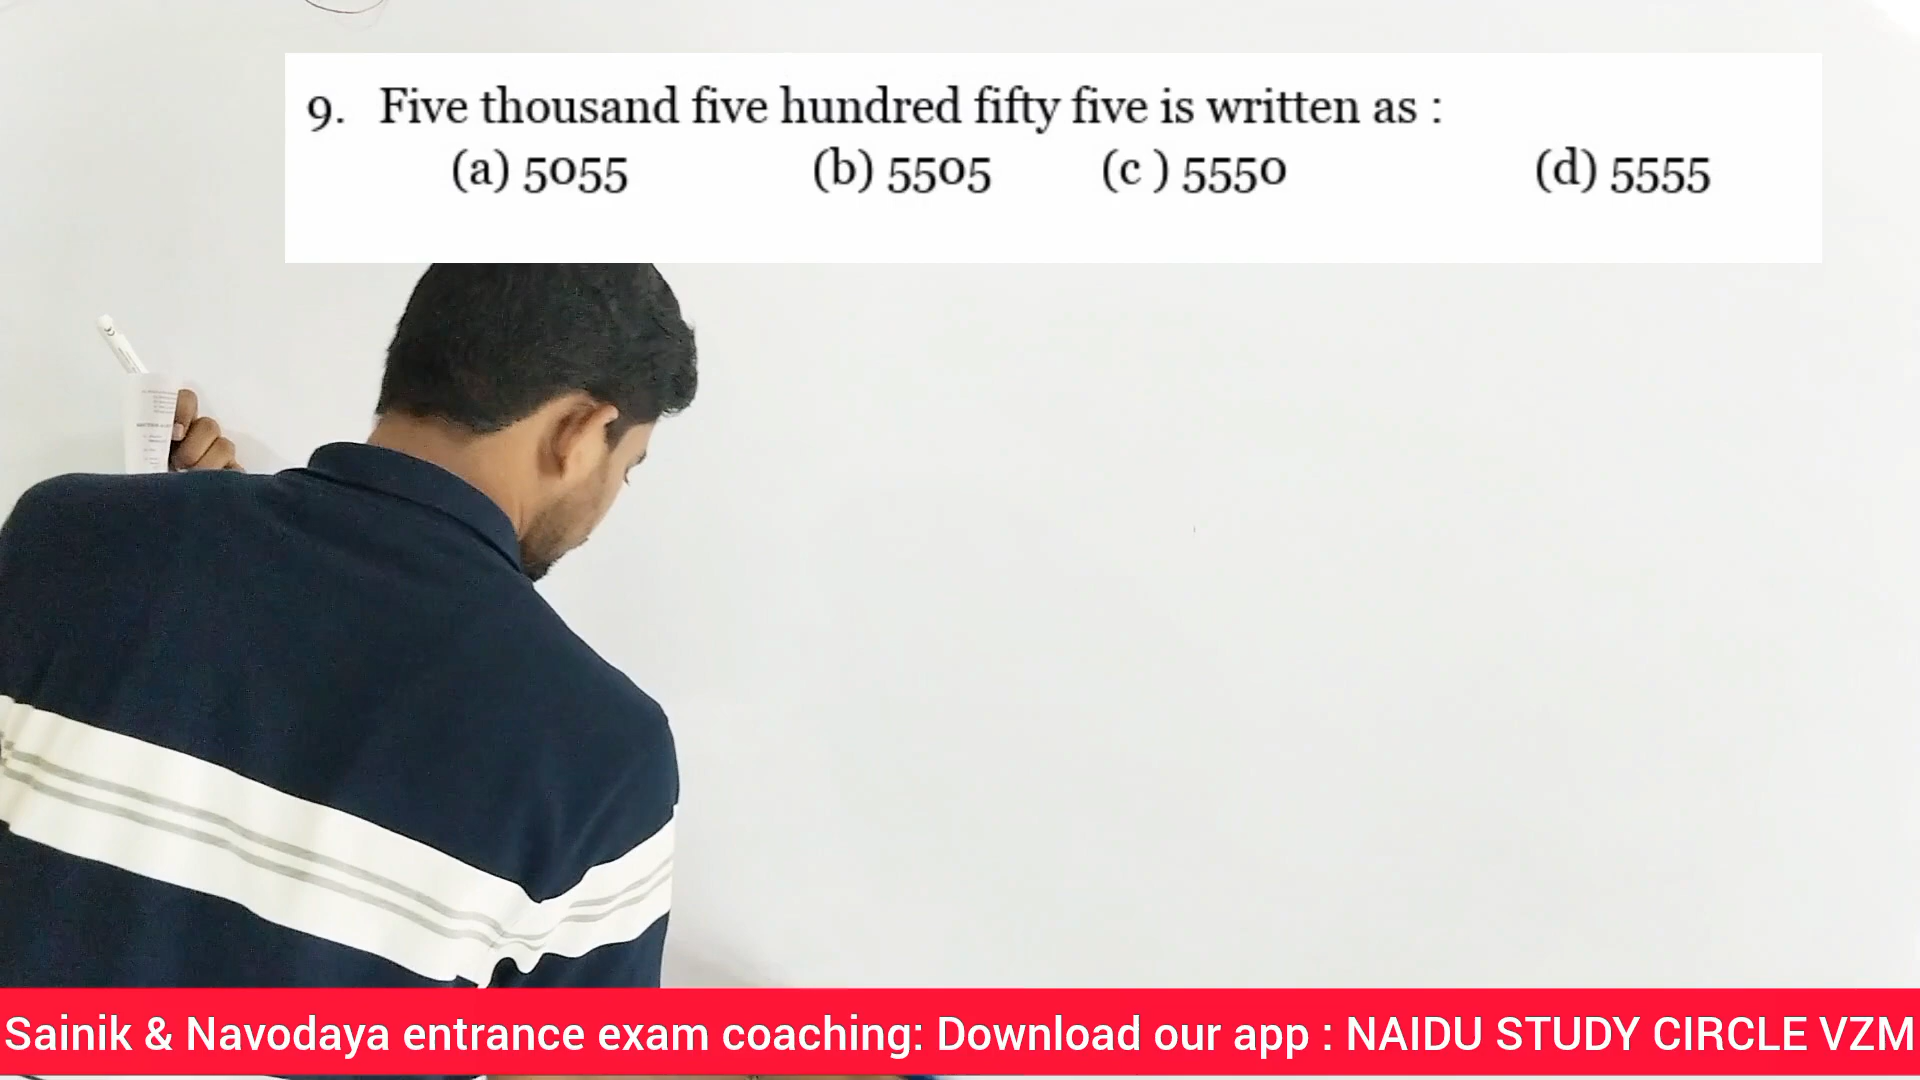 9. Five thousand five hundred fifty five is written as :
(a) 5055 (b) 5505 (c ) 5550 (d) 5555
Sainik & Navodaya entrance exam coaching: Download our app : NAIDU STUDY CIRCLE VZM